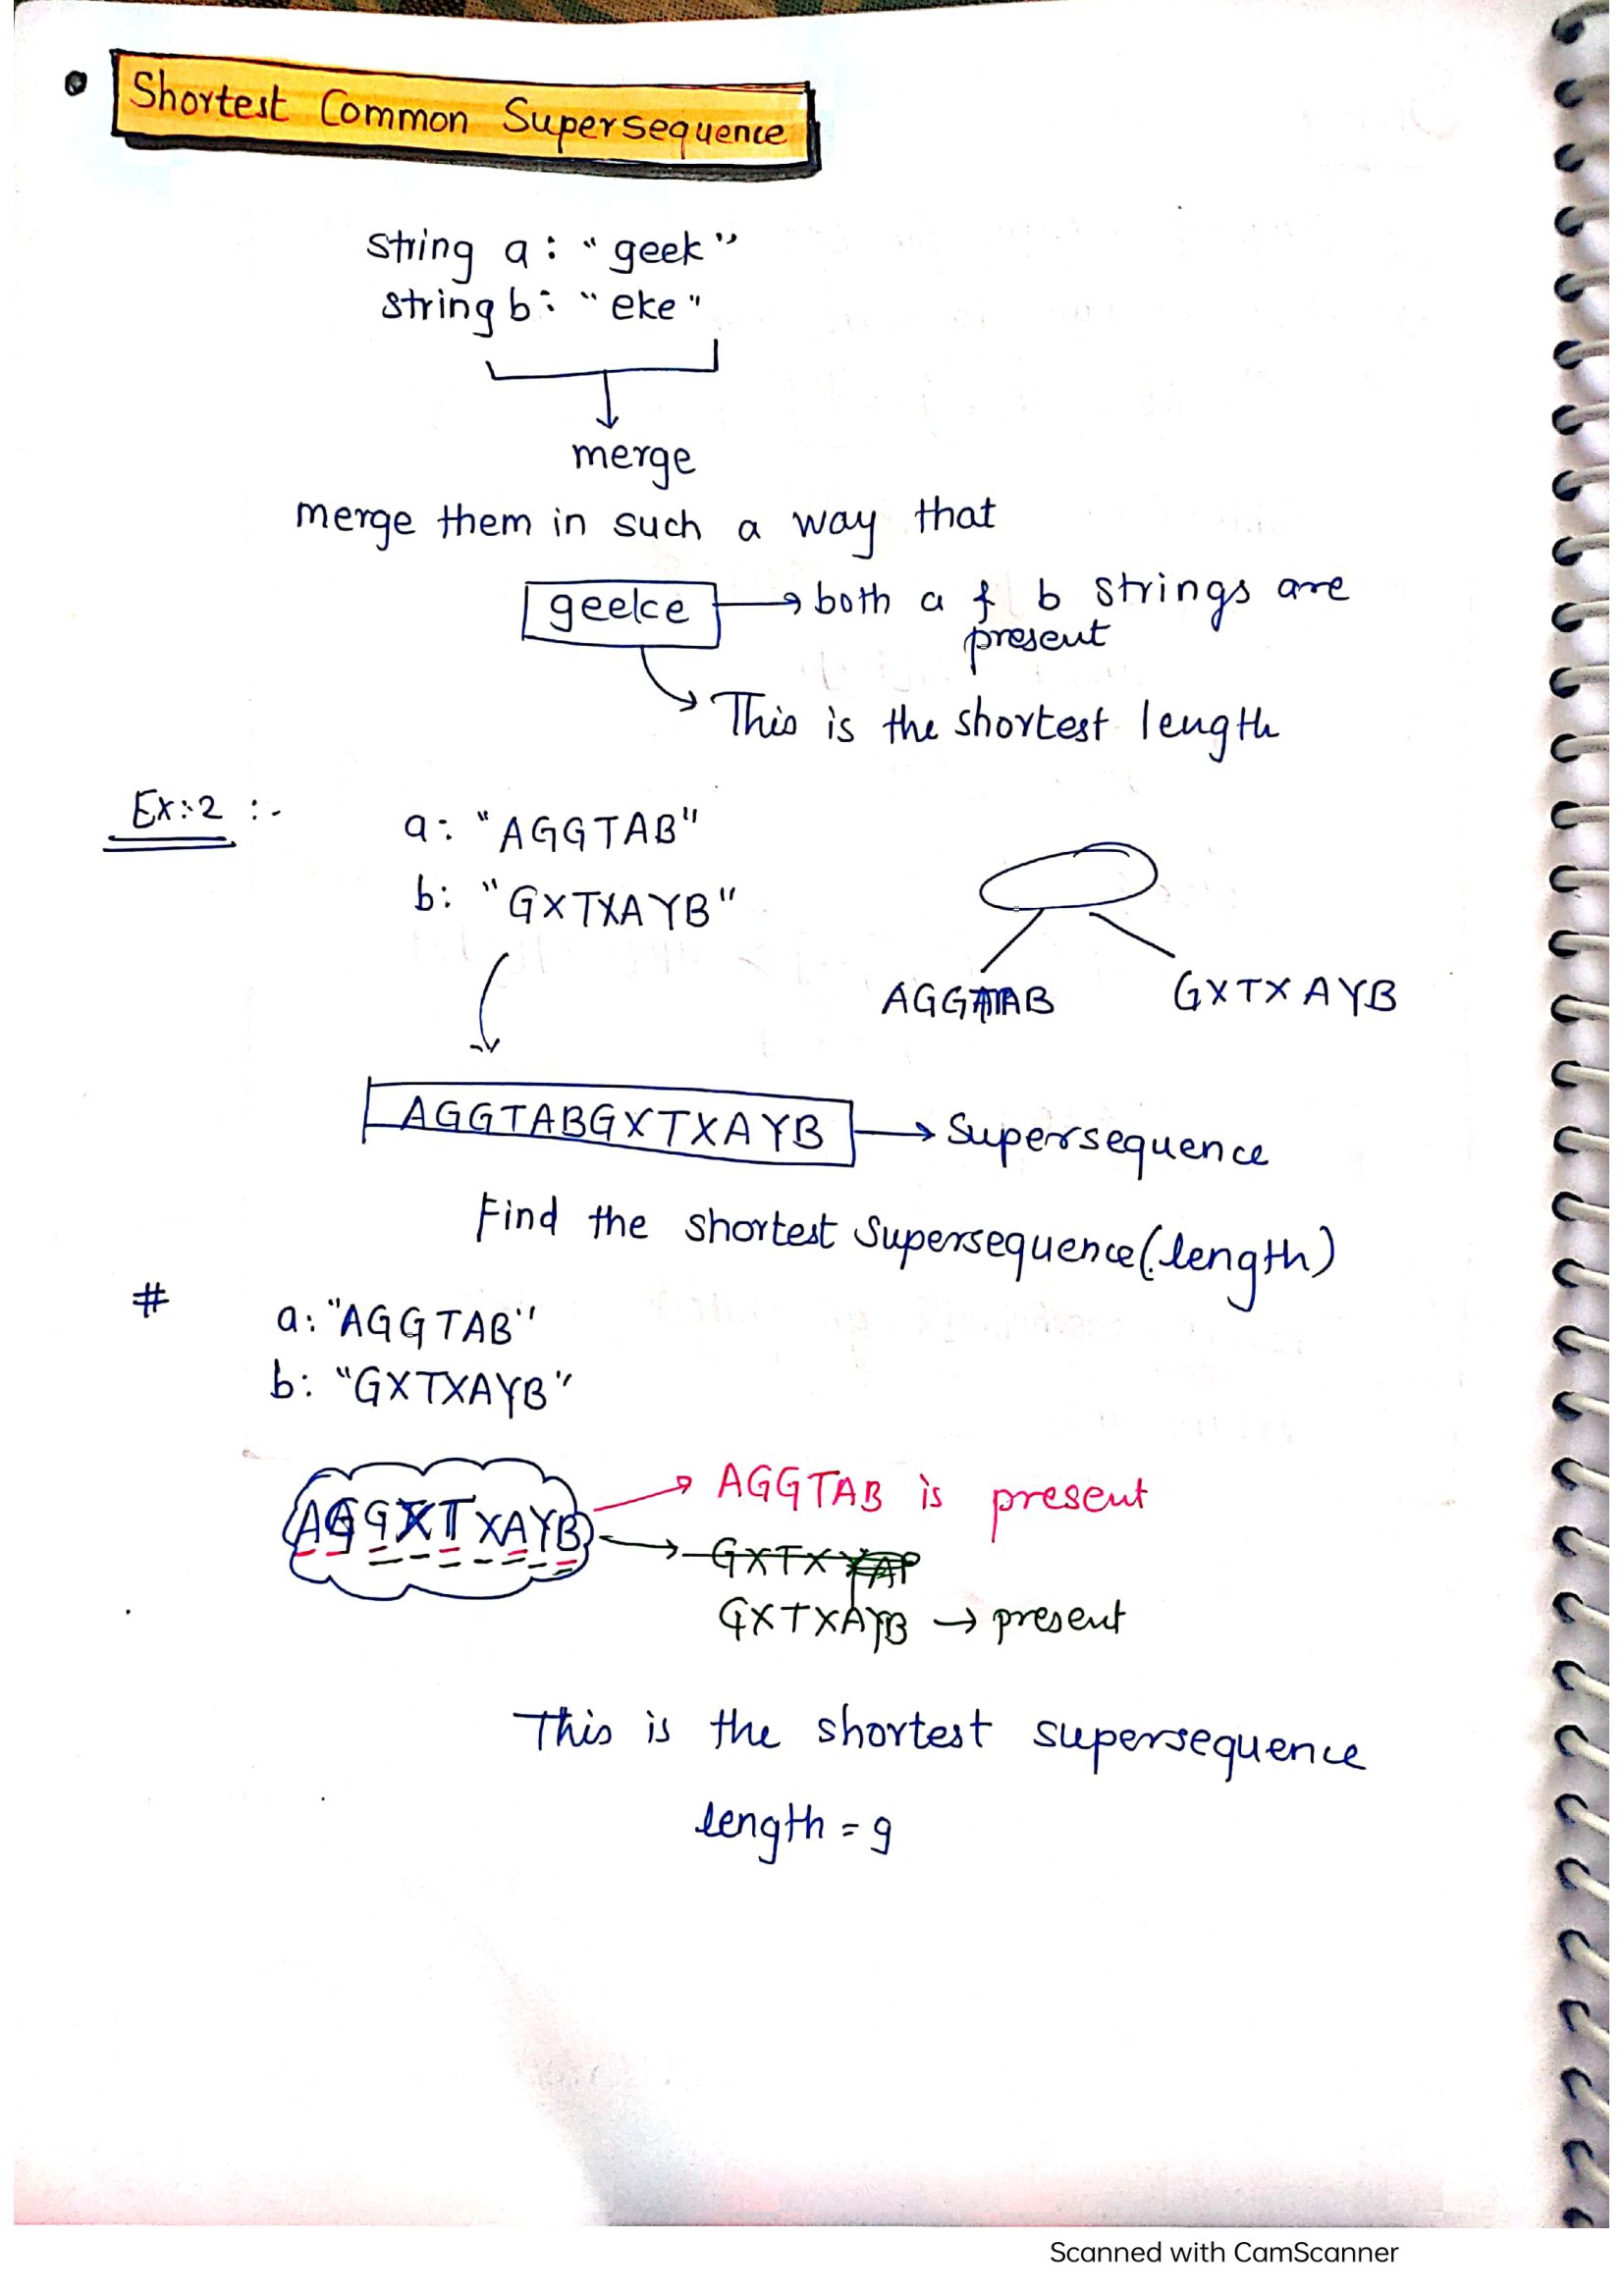 Shortest Common Supersequence
string a : "geek"
string b : "eke"
merge
merge them in such a way that
geeke → both a & b strings are
present
This is the shortest length
Ex:2 :-
a: "AGGTAB"
b: "GXTXAYB"
AGGTAB GXTXAYB
AGGTABGXTXAYB → Supersequence
Find the shortest Supersequence(length)
# a: "AGGTAB"
b: "GXTXAYB"
AGGXTXAYB → AGGTAB is present
GXTX
GXTXAYB → present
This is the shortest supersequence
length = 9
Scanned with CamScanner